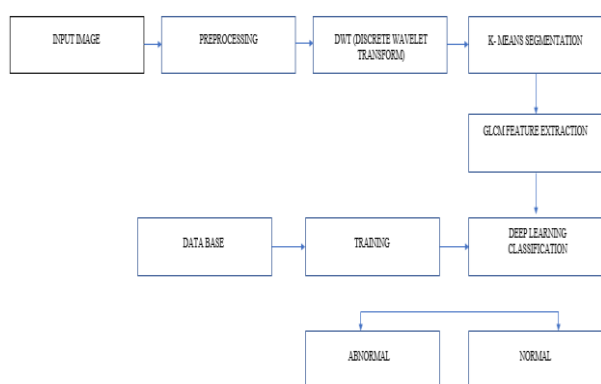 INPUT IMAGE
PREPROCESSING
DWT (DISCRETE WAVELET
TRANSFORM)
K- MEANS SEGMENTATION
GLCM FEATURE EXTRACTION
DATA BASE
TRAINING
DEEP LEARNING
CLASSIFICATION
ABNORMAL
NORMAL